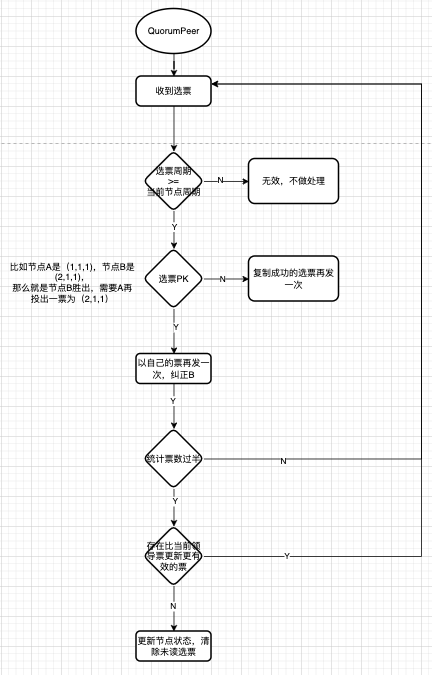 QuorumPeer
收到选票
选票周期
>=
当前节点周期
N
无效，不做处理
Y
比如节点A是（1,1,1)，节点B是
(2,1,1),
那么就是节点B胜出，需要A再
投出一票为（2,1,1）
选票PK
N
复制成功的选票再发
一次
Y
以自己的票再发一
次，纠正B
Y
统计票数过半
N
Y
存在比当前领
导票更新更有
效的票
Y
N
更新节点状态，清
除未读选票